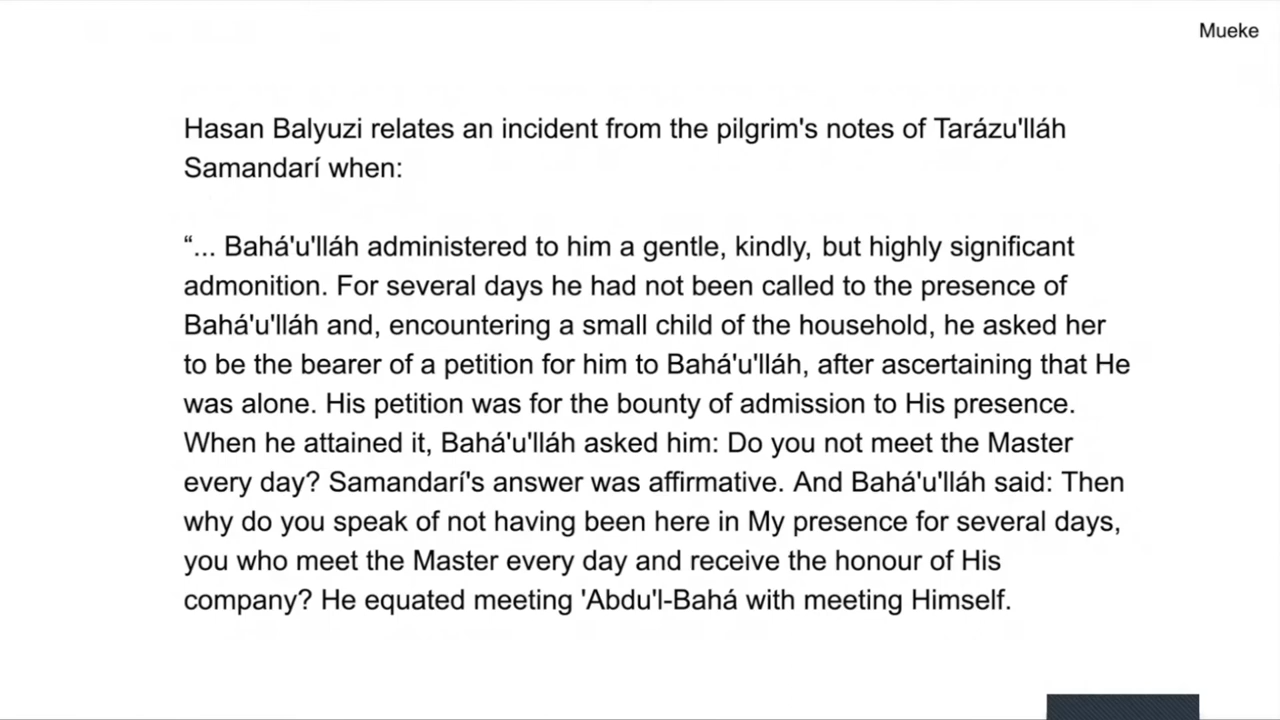 Mueke
Hasan Balyuzi relates an incident from the pilgrim's notes of Tarázu'lláh
Samandarí when:
“... Bahá'u'lláh administered to him a gentle, kindly, but highly significant
admonition. For several days he had not been called to the presence of
Bahá'u'lláh and, encountering a small child of the household, he asked her
to be the bearer of a petition for him to Bahá'u'lláh, after ascertaining that He
was alone. His petition was for the bounty of admission to His presence.
When he attained it, Bahá'u'lláh asked him: Do you not meet the Master
every day? Samandarí's answer was affirmative. And Bahá'u'lláh said: Then
why do you speak of not having been here in My presence for several days,
you who meet the Master every day and receive the honour of His
company? He equated meeting 'Abdu'l-Bahá with meeting Himself.